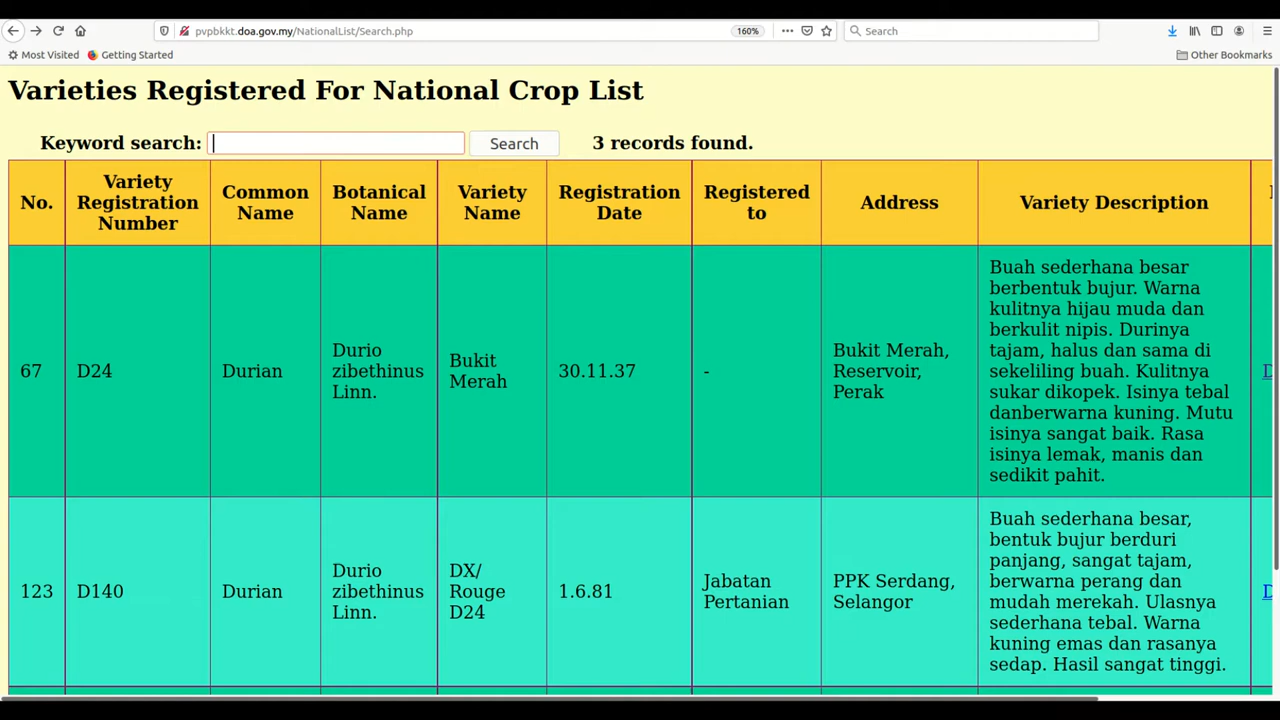 pvpbkkt.doa.gov.my/NationalList/Search.php
160%
Search
Most Visited
Getting Started
Other Bookmarks
Varieties Registered For National Crop List
Keyword search:
Search
3 records found.
No.
Variety
Registration
Number
Common
Name
Botanical
Name
Variety
Name
Registration
Date
Registered
to
Address
Variety Description
67
D24
Durian
Durio
zibethinus
Linn.
Bukit
Merah
30.11.37
-
Bukit Merah,
Reservoir,
Perak
Buah sederhana besar
berbentuk bujur. Warna
kulitnya hijau muda dan
berkulit nipis. Durinya
tajam, halus dan sama di
sekeliling buah. Kulitnya
sukar dikopek. Isinya tebal
danberwarna kuning. Mutu
isinya sangat baik. Rasa
isinya lemak, manis dan
sedikit pahit.
123
D140
Durian
Durio
zibethinus
Linn.
DX/
Rouge
D24
1.6.81
Jabatan
Pertanian
PPK Serdang,
Selangor
Buah sederhana besar,
bentuk bujur berduri
panjang, sangat tajam,
berwarna perang dan
mudah merekah. Ulasnya
sederhana tebal. Warna
kuning emas dan rasanya
sedap. Hasil sangat tinggi.